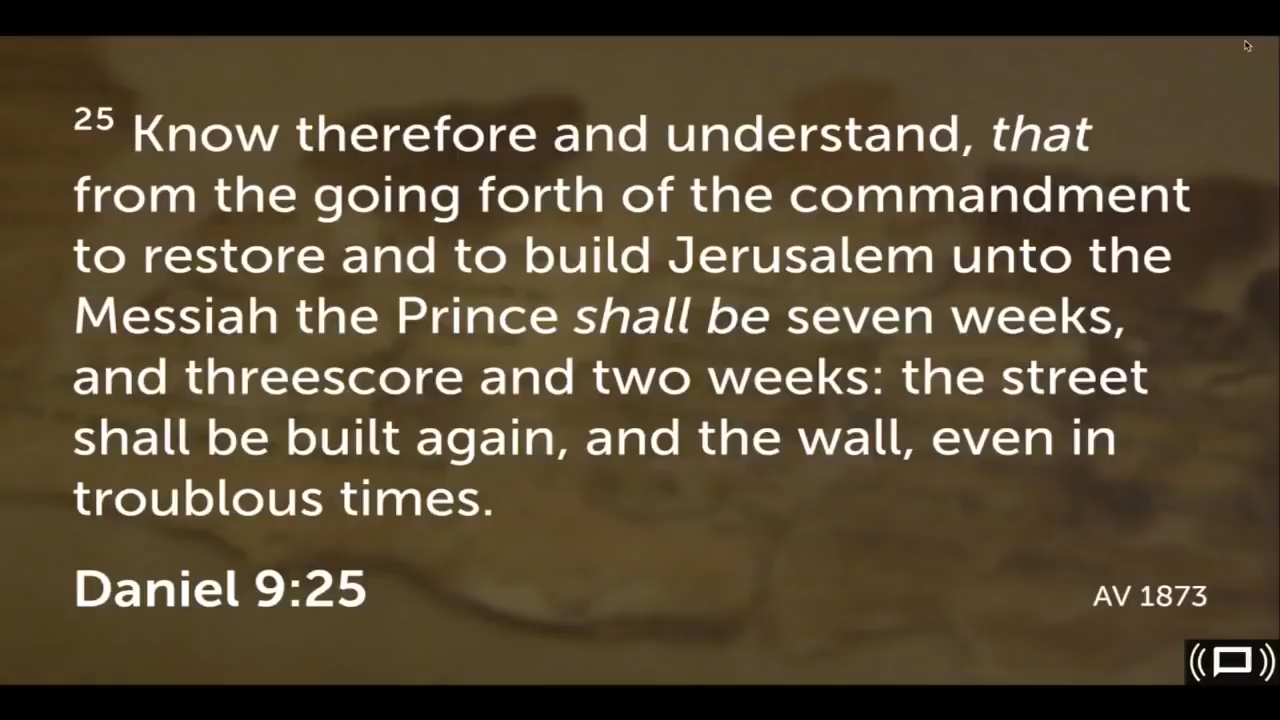 25 Know therefore and understand, that
from the going forth of the commandment
to restore and to build Jerusalem unto the
Messiah the Prince shall be seven weeks,
and threescore and two weeks: the street
shall be built again, and the wall, even in
troublous times.
Daniel 9:25
AV 1873